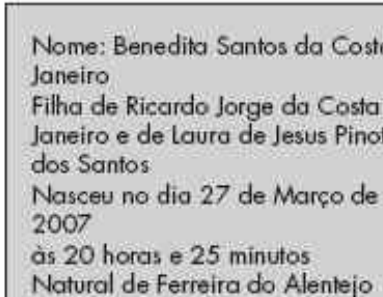 Nome: Benedita Santos da Costa
Janeiro
Filha de Ricardo Jorge da Costa
Janeiro e de Laura de Jesus
dos Santos
Nasceu no dia 27 de Março de
2007
às 20 horas e 25 minutos
Natural de Ferreira do Alentejo